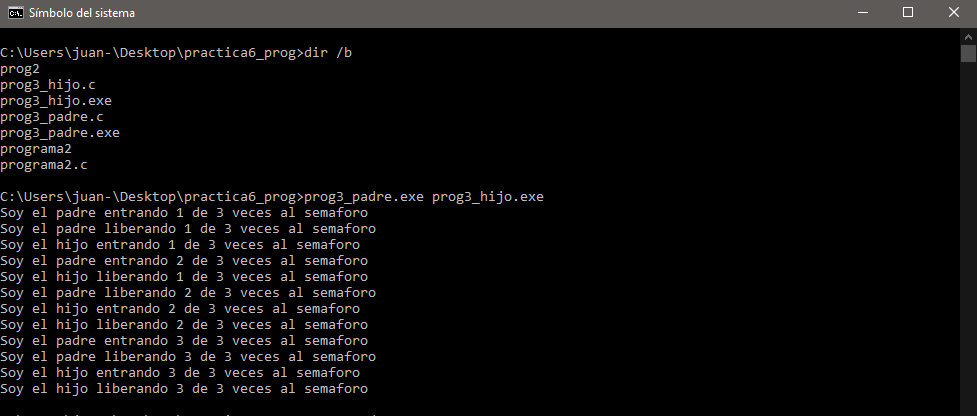 Símbolo del sistema
C:\Users\juan-\Desktop\practica6_prog>dir /b
prog2
prog3_hijo.c
prog3_hijo.exe
prog3_padre.c
prog3_padre.exe
programa2
programa2.c
C:\Users\juan-\Desktop\practica6_prog>prog3_padre.exe prog3_hijo.exe
Soy el padre entrando 1 de 3 veces al semaforo
Soy el padre liberando 1 de 3 veces al semaforo
Soy el hijo entrando 1 de 3 veces al semaforo
Soy el padre entrando 2 de 3 veces al semaforo
Soy el hijo liberando 1 de 3 veces al semaforo
Soy el padre liberando 2 de 3 veces al semaforo
Soy el hijo entrando 2 de 3 veces al semaforo
Soy el hijo liberando 2 de 3 veces al semaforo
Soy el padre entrando 3 de 3 veces al semaforo
Soy el padre liberando 3 de 3 veces al semaforo
Soy el hijo entrando 3 de 3 veces al semaforo
Soy el hijo liberando 3 de 3 veces al semaforo